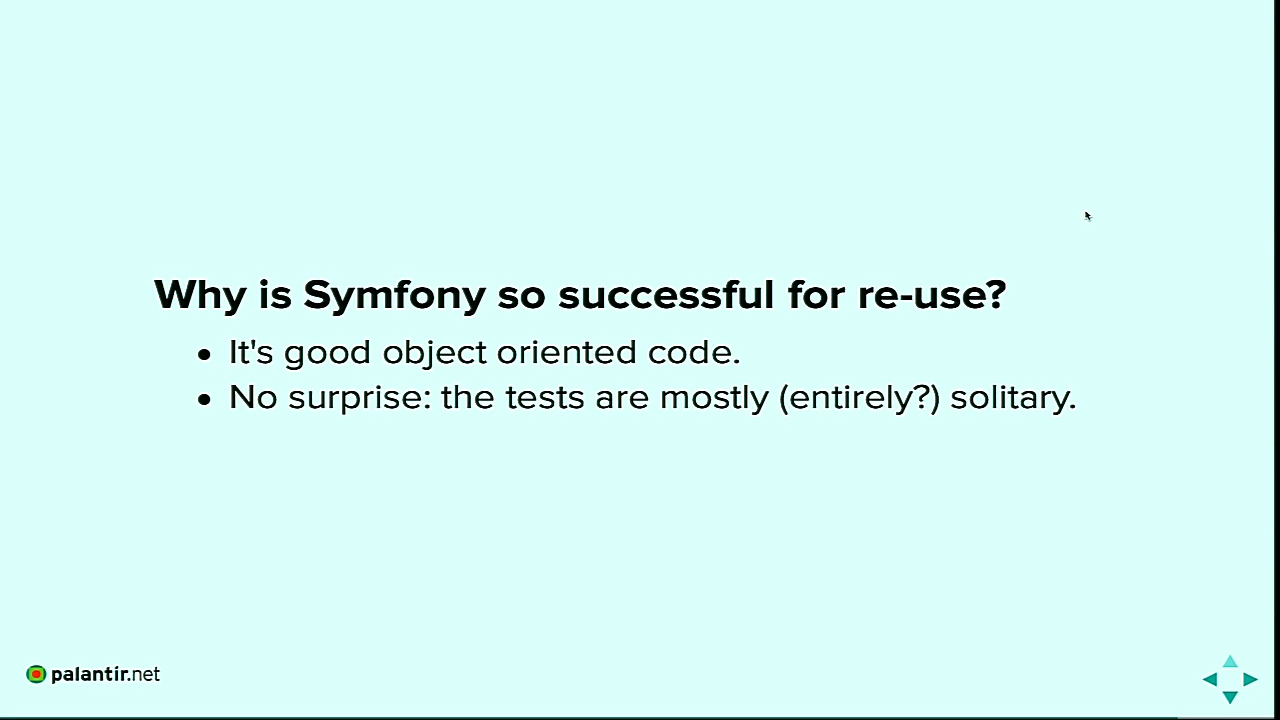 Why is Symfony so successful for re-use?
It's good object oriented code.
No surprise: the tests are mostly (entirely?) solitary.
palantir.net